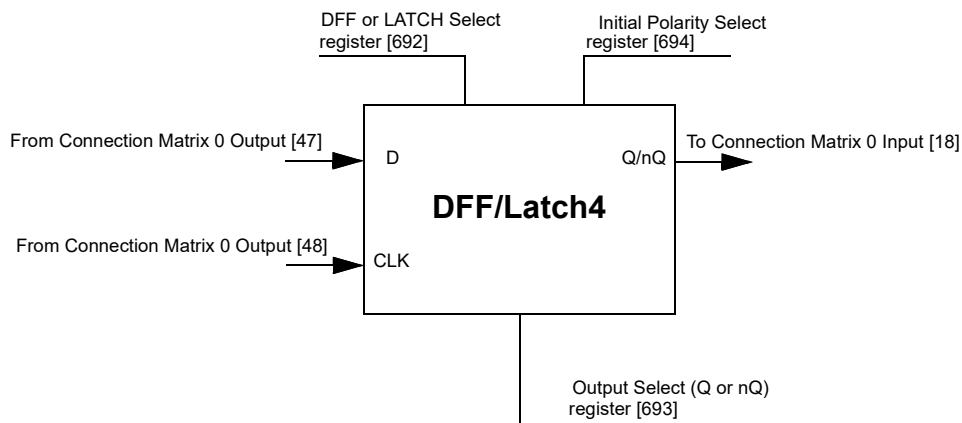 DFF or LATCH Select
register [692]
Initial Polarity Select
register [694]
From Connection Matrix 0 Output [47]
D
Q/nQ
To Connection Matrix 0 Input [18]
DFF/Latch4
From Connection Matrix 0 Output [48]
CLK
Output Select (Q or nQ)
register [693]